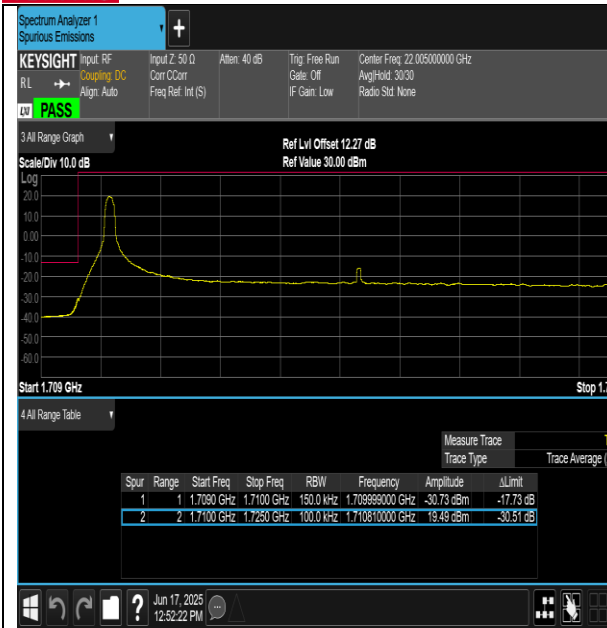 Spectrum Analyzer 1
Spurious Emissions
+
KEYSIGHT Input: RF Input Z: 50 Ω Atten: 40 dB Trig: Free Run Center Freq: 22.005000000 GHz
RL Coupling: DC Corr CCorr Gate: Off Avg|Hold: 30/30
Align: Auto Freq Ref: Int (S) IF Gain: Low Radio Std: None
LXI PASS
3 All Range Graph
Ref Lvl Offset 12.27 dB
Scale/Div 10.0 dB Ref Value 30.00 dBm
Log
20.0
10.0
0.00
-10.0
-20.0
-30.0
-40.0
-50.0
-60.0
Start 1.709 GHz Stop 1.7
4 All Range Table
Measure Trace
Trace Type Trace Average (
Spur Range Start Freq Stop Freq RBW Frequency Amplitude ΔLimit
1 1 1.7090 GHz 1.7100 GHz 150.0 kHz 1.709999000 GHz -30.73 dBm -17.73 dB
2 2 1.7100 GHz 1.7250 GHz 100.0 kHz 1.710810000 GHz 19.49 dBm -30.51 dB
? Jun 17, 2025
12:52:22 PM